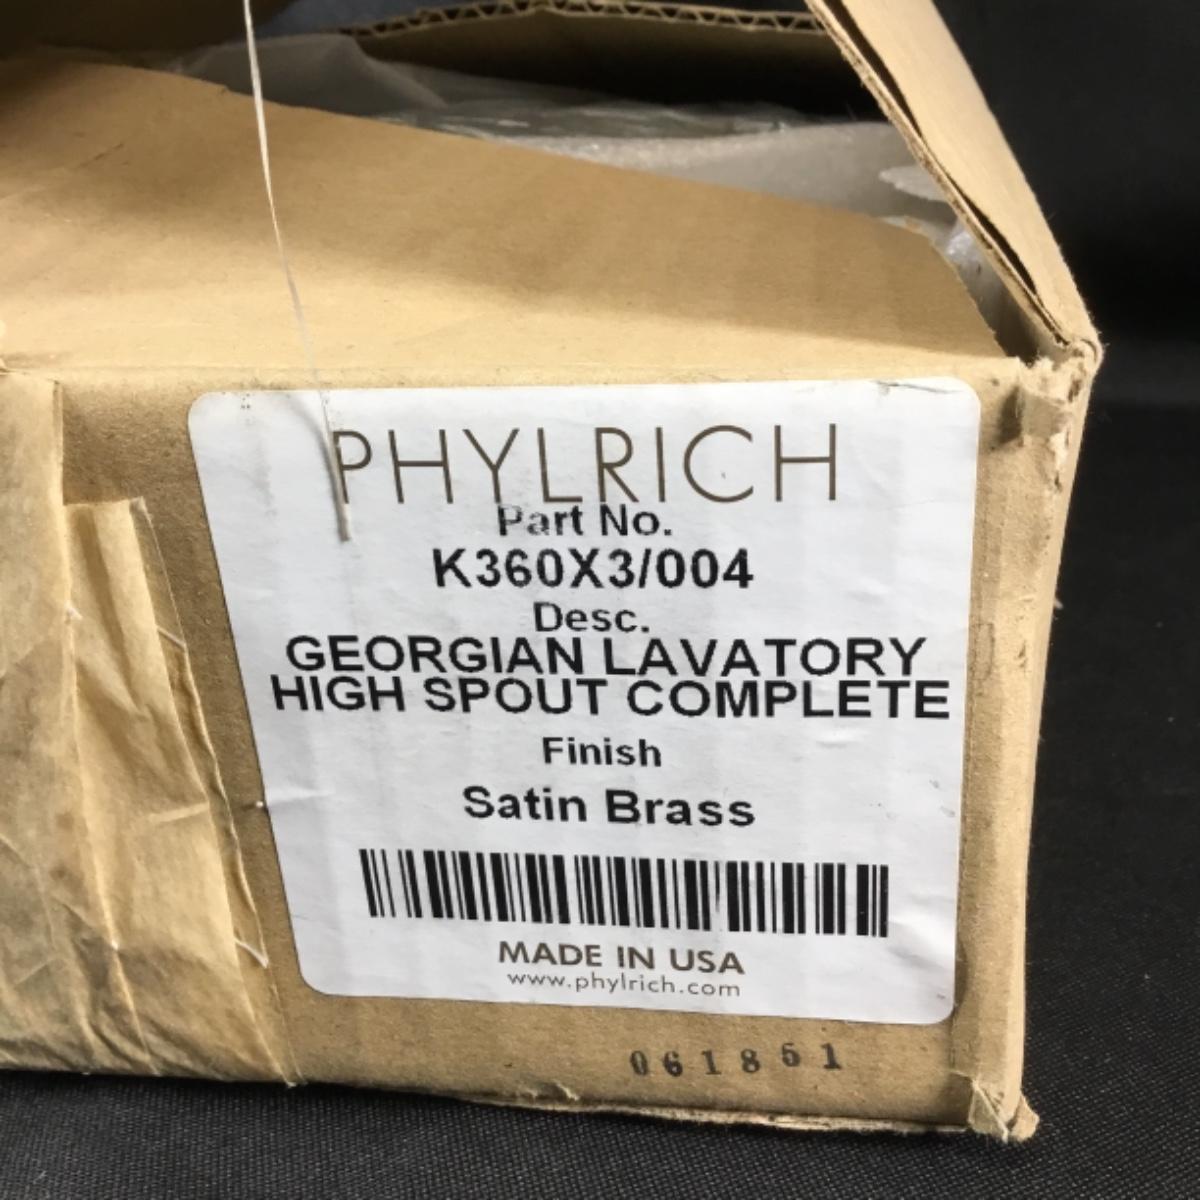 PHYLRICH
Part No.
K360X3/004
Desc.
GEORGIAN LAVATORY
HIGH SPOUT COMPLETE
Finish
Satin Brass
MADE IN USA
www.phylrich.com
061861